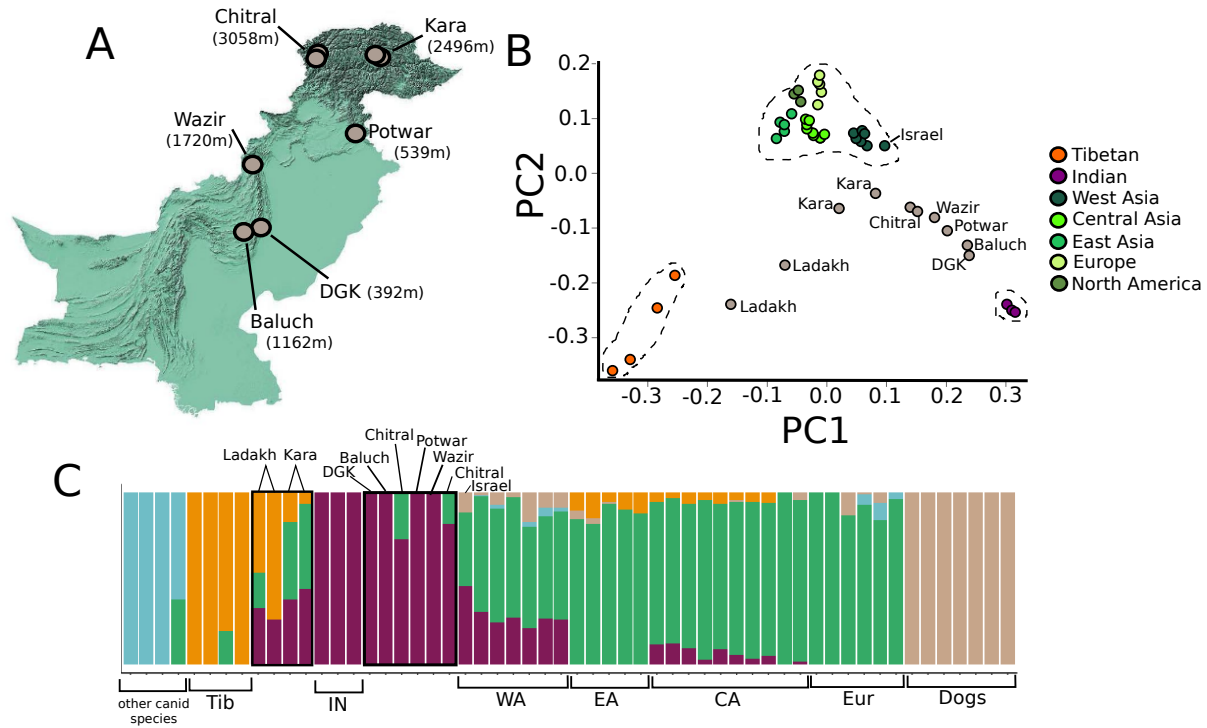 A
Chitral
(3058m)
Kara
(2496m)
Wazir
(1720m)
Potwar
(539m)
DGK (392m)
Baluch
(1162m)
B
PC2
0.2
0.1
0.0
-0.1
-0.2
-0.3
Israel
Kara
Kara
Chitral
Wazir
Potwar
Baluch
DGK
Ladakh
Ladakh
-0.3
-0.2
-0.1
0.0
0.1
0.2
0.3
PC1
Tibetan
Indian
West Asia
Central Asia
East Asia
Europe
North America
C
Ladakh Kara
DGK
Baluch
Chitral
Potwar
Wazir
Chitral
Israel
other canid
species
Tib
IN
WA
EA
CA
Eur
Dogs